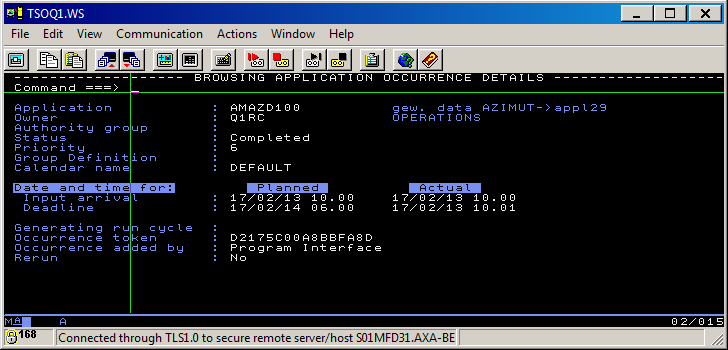 TSOQ1.WS
File Edit View Communication Actions Window Help
-------------------- BROWSING APPLICATION OCCURRENCE DETAILS --------------------
Command ===> _
Application : AMAZD100 gew. data AZIMUT->appl29
Owner : Q1RC OPERATIONS
Authority group :
Status : Completed
Priority : 6
Group Definition :
Calendar name : DEFAULT
Date and time for: Planned Actual
Input arrival : 17/02/13 10.00 17/02/13 10.00
Deadline : 17/02/14 06.00 17/02/13 10.01
Generating run cycle :
Occurrence token : D2175C00A8BBFA8D
Occurrence added by : Program Interface
Rerun : No
MA A 02/015
168 Connected through TLS1.0 to secure remote server/host S01MFD31.AXA-BE